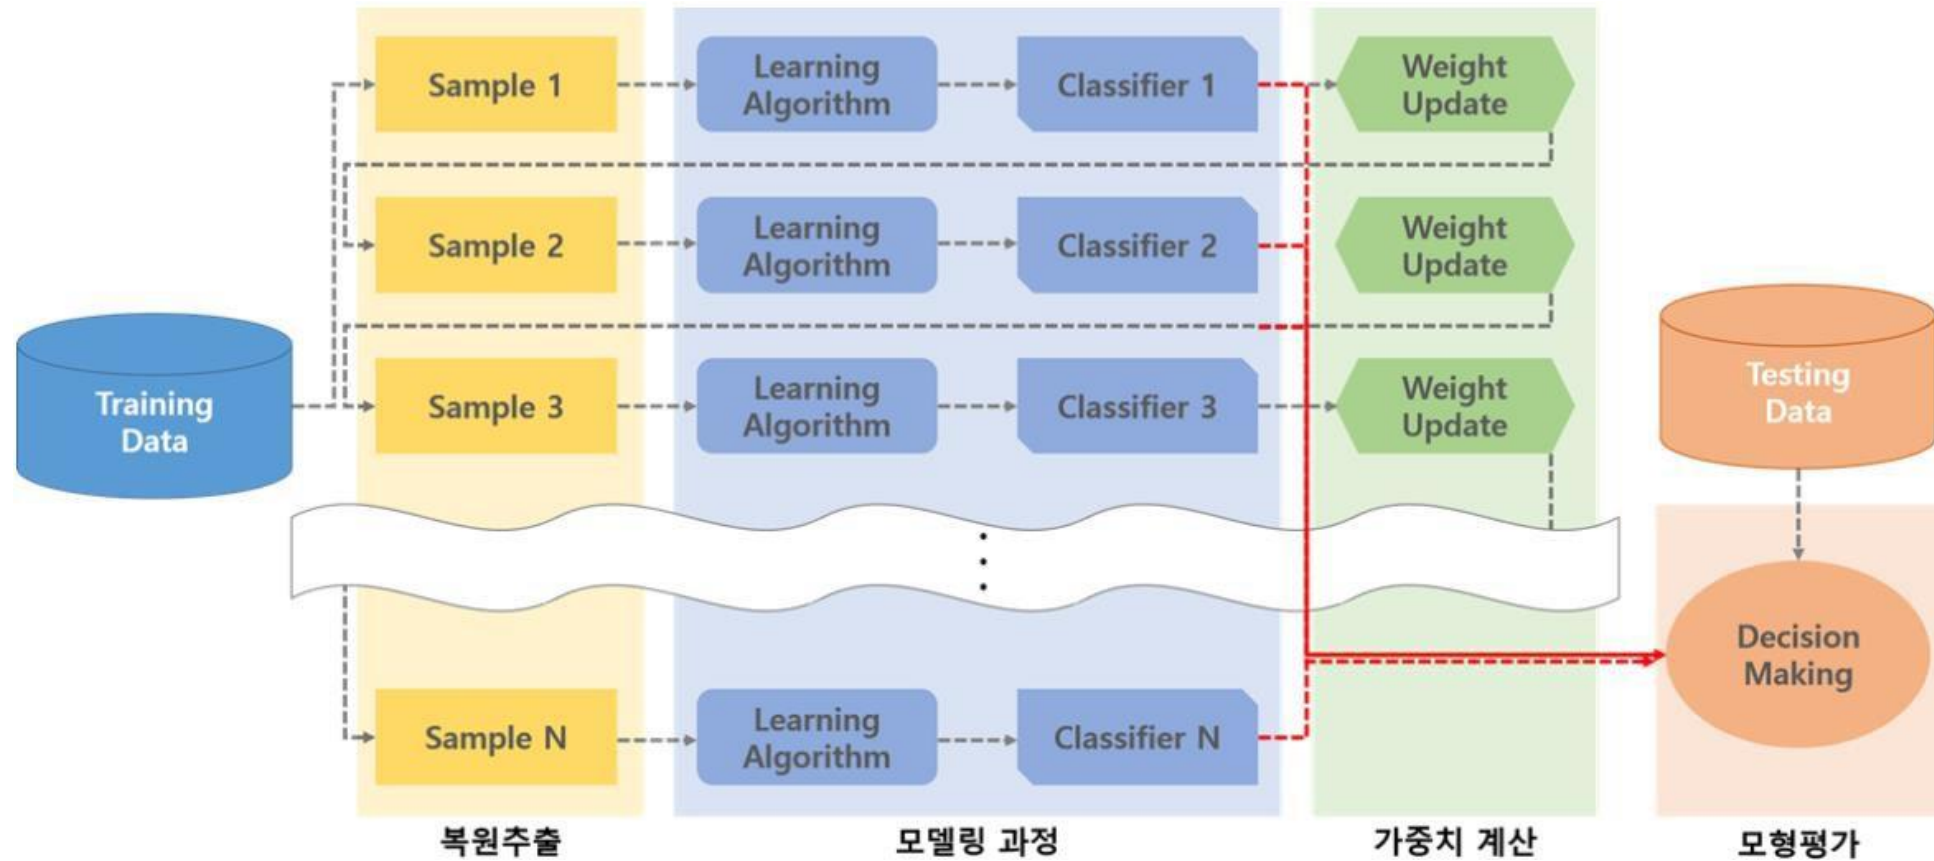 Sample 1
Learning
Algorithm
Classifier 1
Weight
Update
Sample 2
Learning
Algorithm
Classifier 2
Weight
Update
Training
Data
Sample 3
Learning
Algorithm
Classifier 3
Weight
Update
Testing
Data
Sample N
Learning
Algorithm
Classifier N
Decision
Making
복원추출
모델링 과정
가중치 계산
모형평가